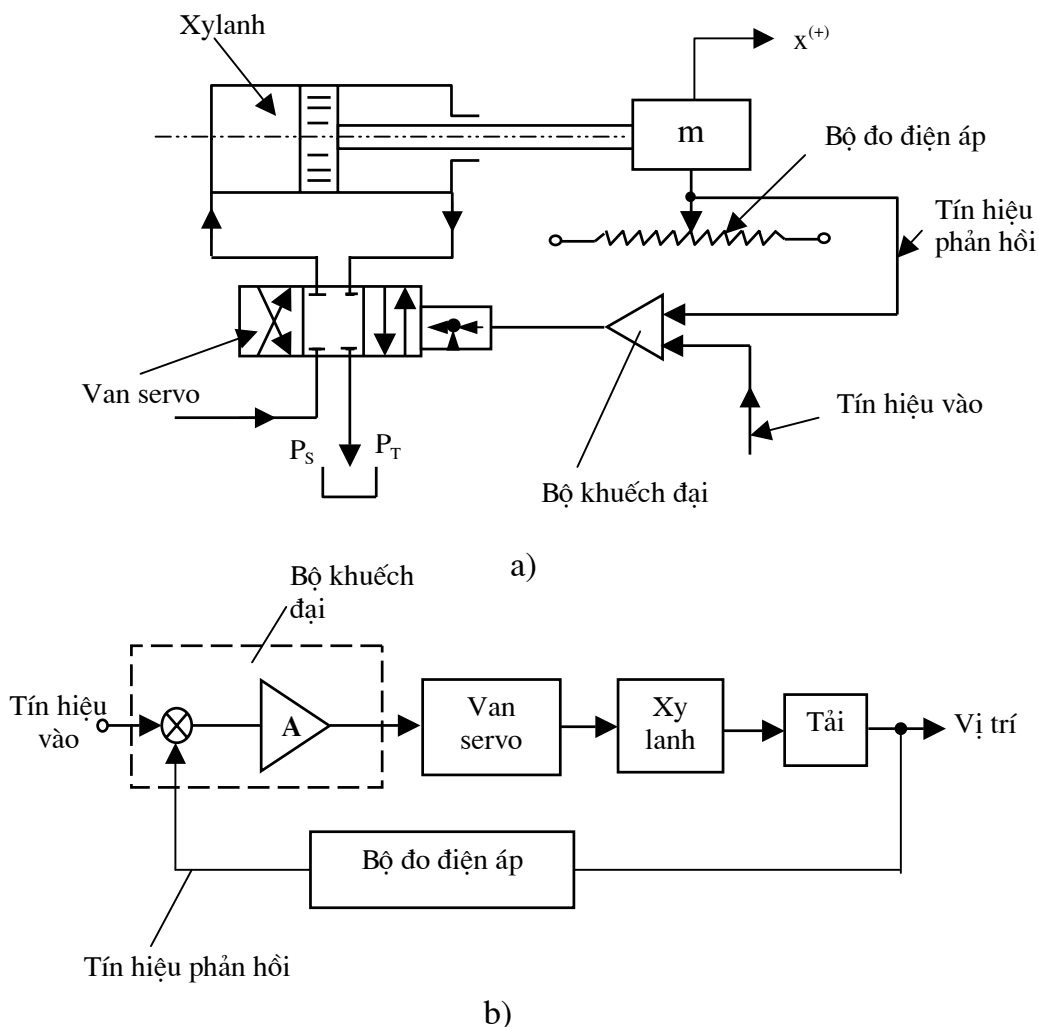 Xylanh
x(+)
m
Bộ đo điện áp
Tín hiệu
phản hồi
Van servo
Tín hiệu vào
PS
PT
Bộ khuếch đại
a)
Bộ khuếch
đại
Tín hiệu
vào
A
Van
servo
Xy
lanh
Tải
Vị trí
Bộ đo điện áp
Tín hiệu phản hồi
b)